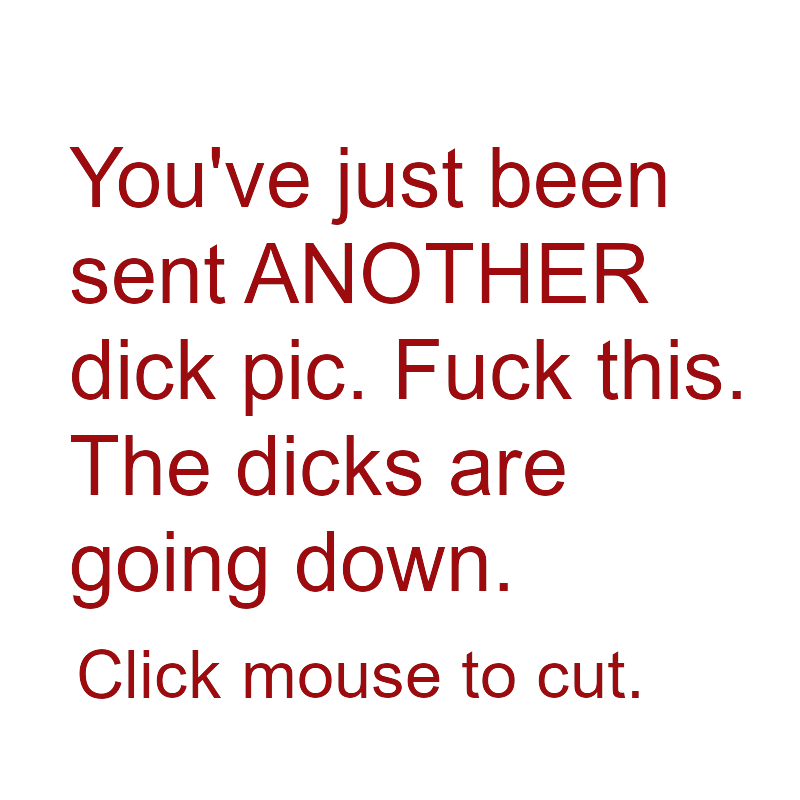 You've just been
sent ANOTHER
dick pic. Fuck this.
The dicks are
going down.
Click mouse to cut.